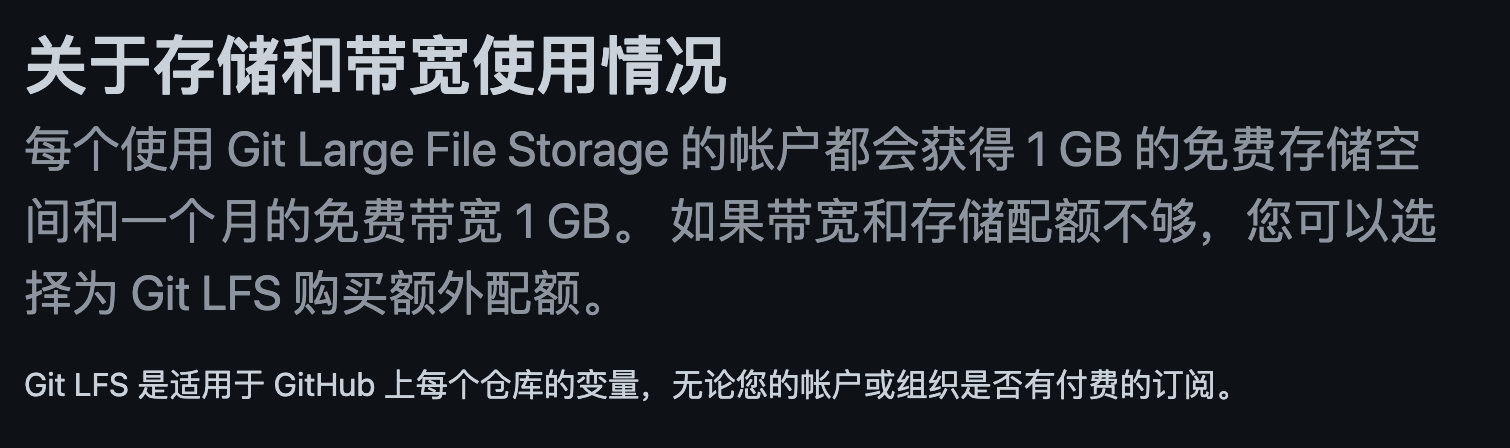 关于存储和带宽使用情况
每个使用 Git Large File Storage 的帐户都会获得 1 GB 的免费存储空
间和一个月的免费带宽 1 GB。 如果带宽和存储配额不够，您可以选
择为 Git LFS 购买额外配额。
Git LFS 是适用于 GitHub 上每个仓库的变量，无论您的帐户或组织是否有付费的订阅。